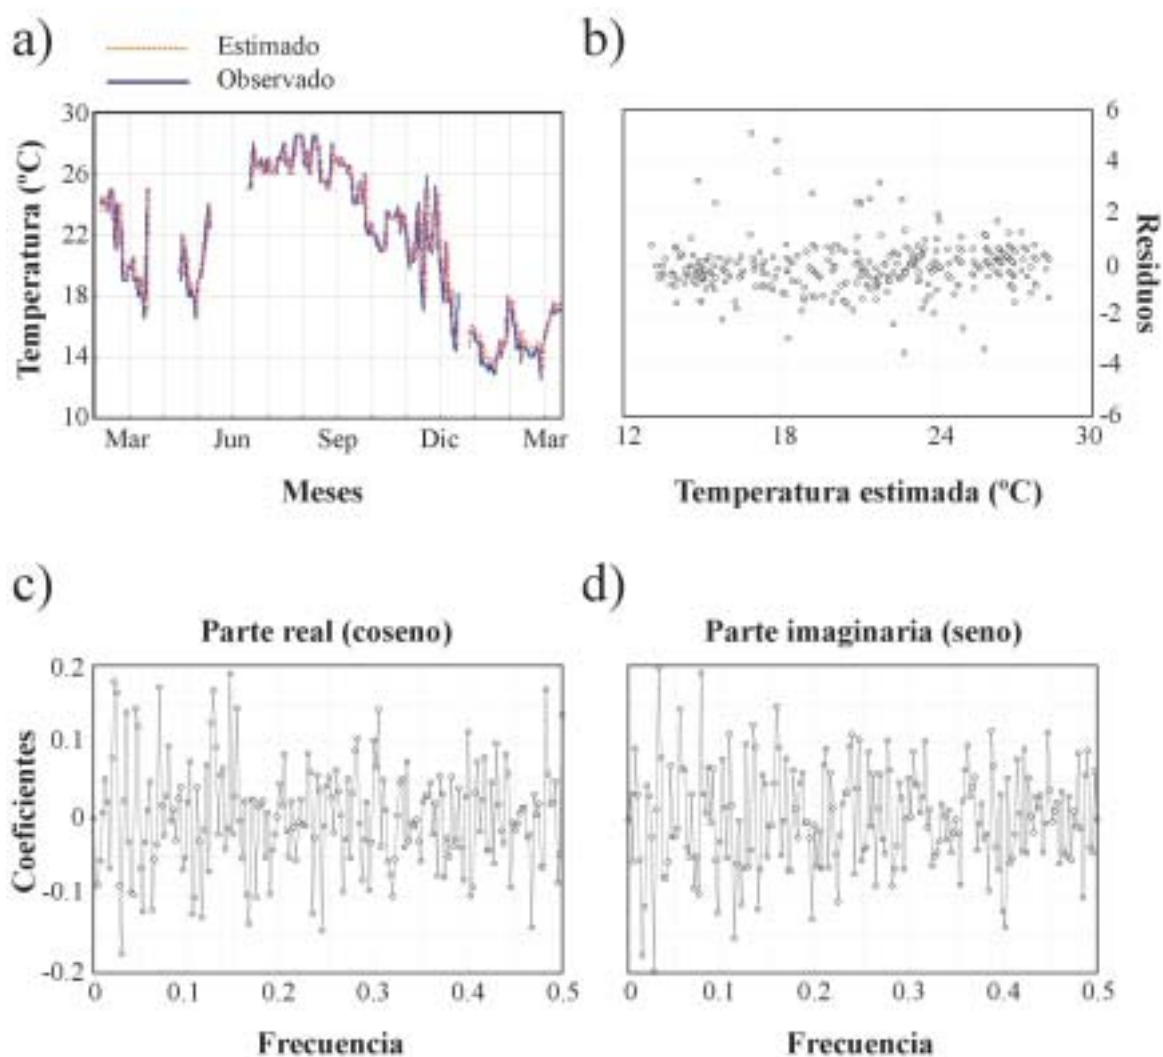 a)
Estimado
Observado
Temperatura (ºC)
30
26
22
18
14
10
Mar Jun Sep Dic Mar
Meses
b)
6
4
2
0
-2
-4
-6
Residuos
12 18 24 30
Temperatura estimada (ºC)
c)
Parte real (coseno)
Coeficientes
0.2
0.1
0
-0.1
-0.2
0 0.1 0.2 0.3 0.4 0.5
Frecuencia
d)
Parte imaginaria (seno)
0 0.1 0.2 0.3 0.4 0.5
Frecuencia